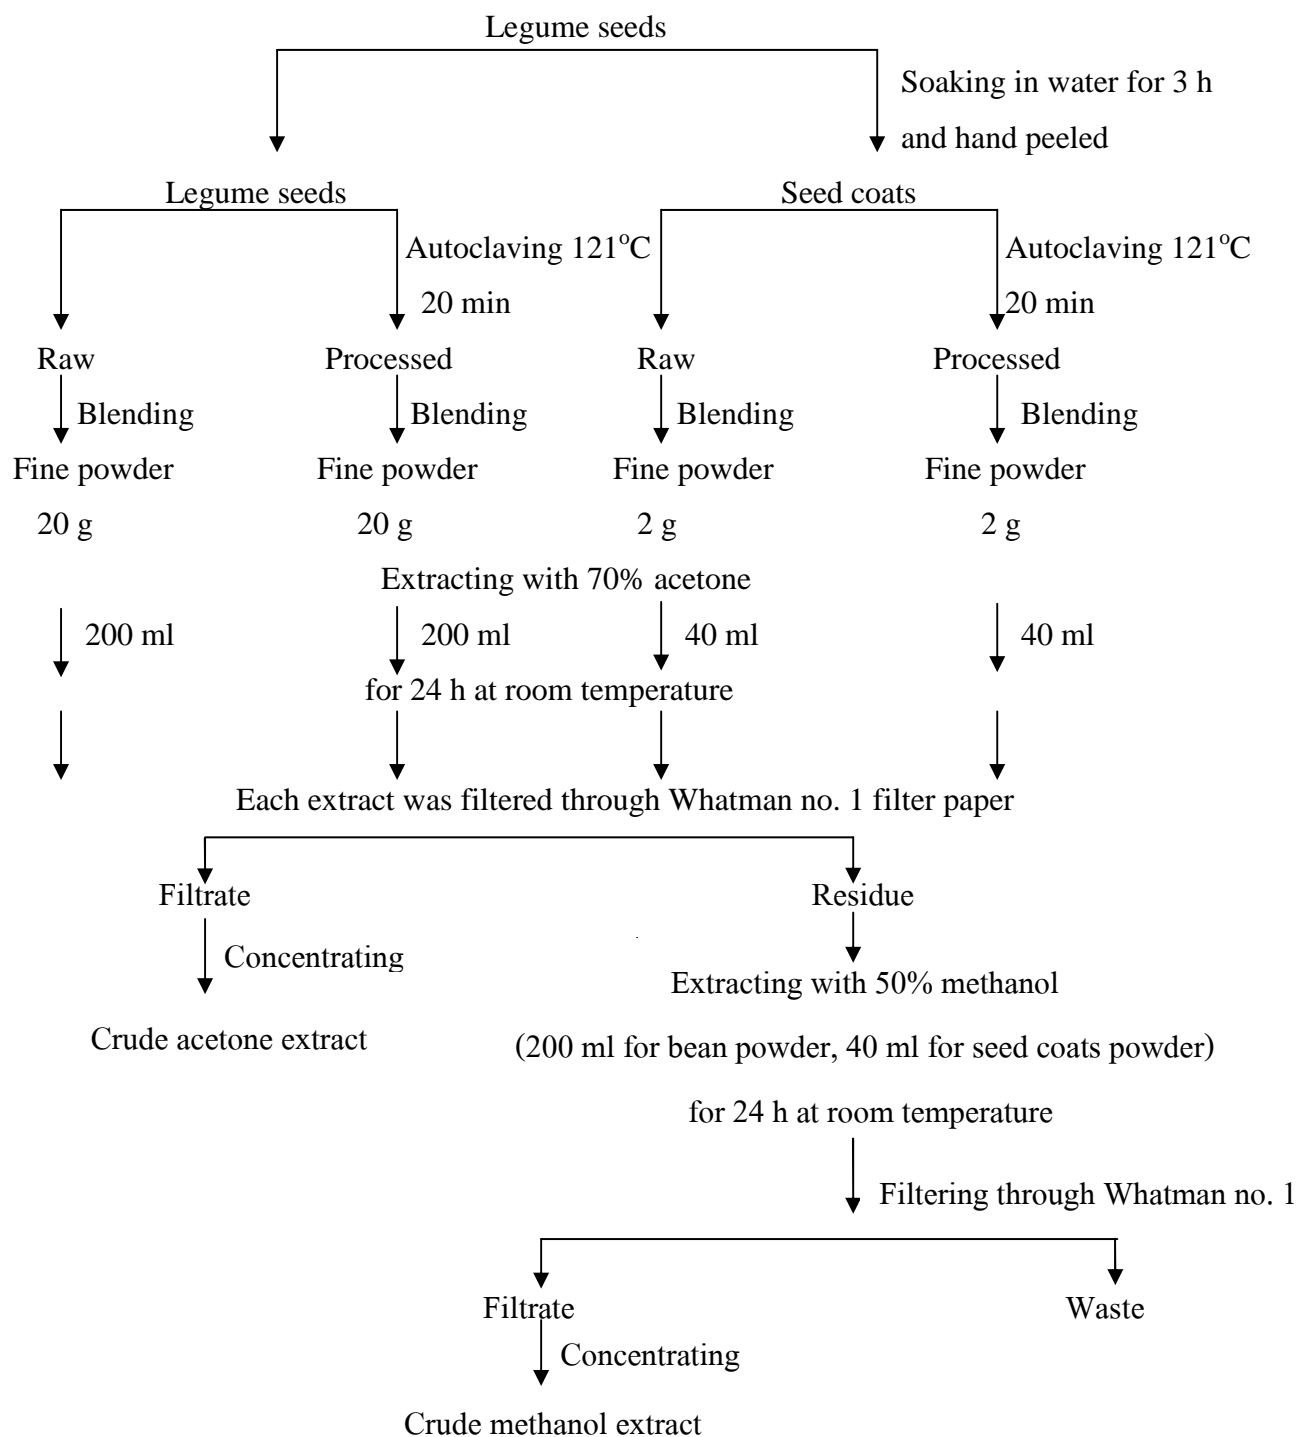 Legume seeds
Soaking in water for 3 h
and hand peeled
Legume seeds Seed coats
Autoclaving 121°C Autoclaving 121°C
20 min 20 min
Raw Processed Raw Processed
Blending Blending Blending Blending
Fine powder Fine powder Fine powder Fine powder
20 g 20 g 2 g 2 g
Extracting with 70% acetone
200 ml 200 ml 40 ml 40 ml
for 24 h at room temperature
Each extract was filtered through Whatman no. 1 filter paper
Filtrate Residue
Concentrating
Extracting with 50% methanol
Crude acetone extract (200 ml for bean powder, 40 ml for seed coats powder)
for 24 h at room temperature
Filtering through Whatman no. 1
Filtrate Waste
Concentrating
Crude methanol extract